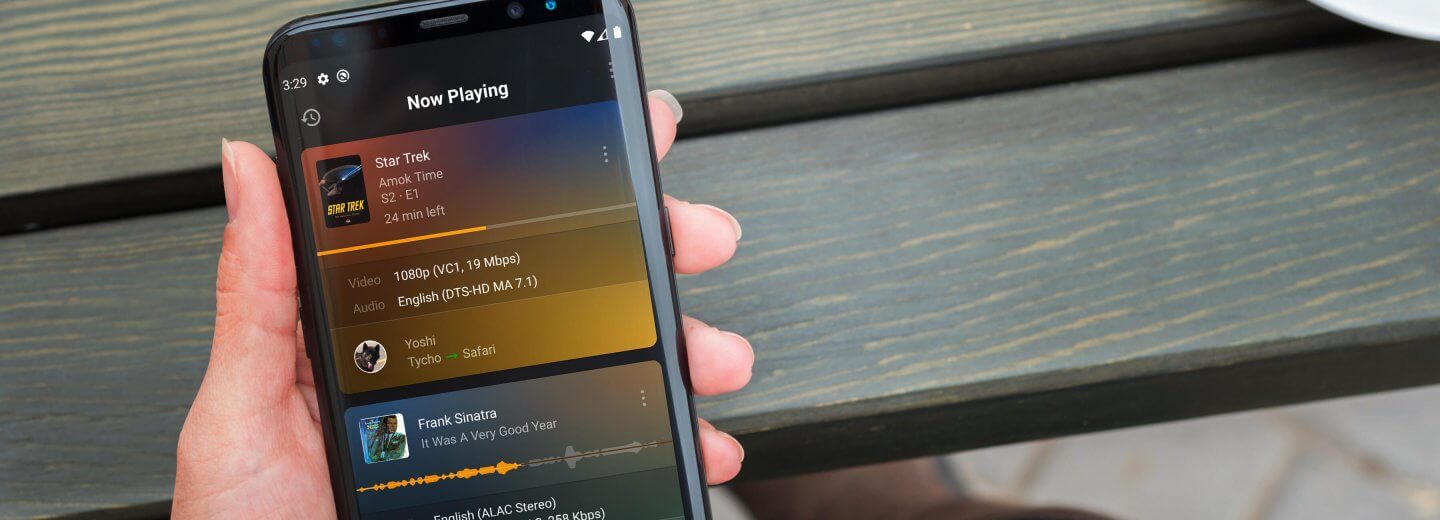 3:29
Now Playing
Star Trek
Amok Time
S2 · E1
24 min left
STAR TREK
Video 1080p (VC1, 19 Mbps)
Audio English (DTS-HD MA 7.1)
Yoshi
Tycho → Safari
Frank Sinatra
It Was A Very Good Year
English (ALAC Stereo)
258 Kbps)